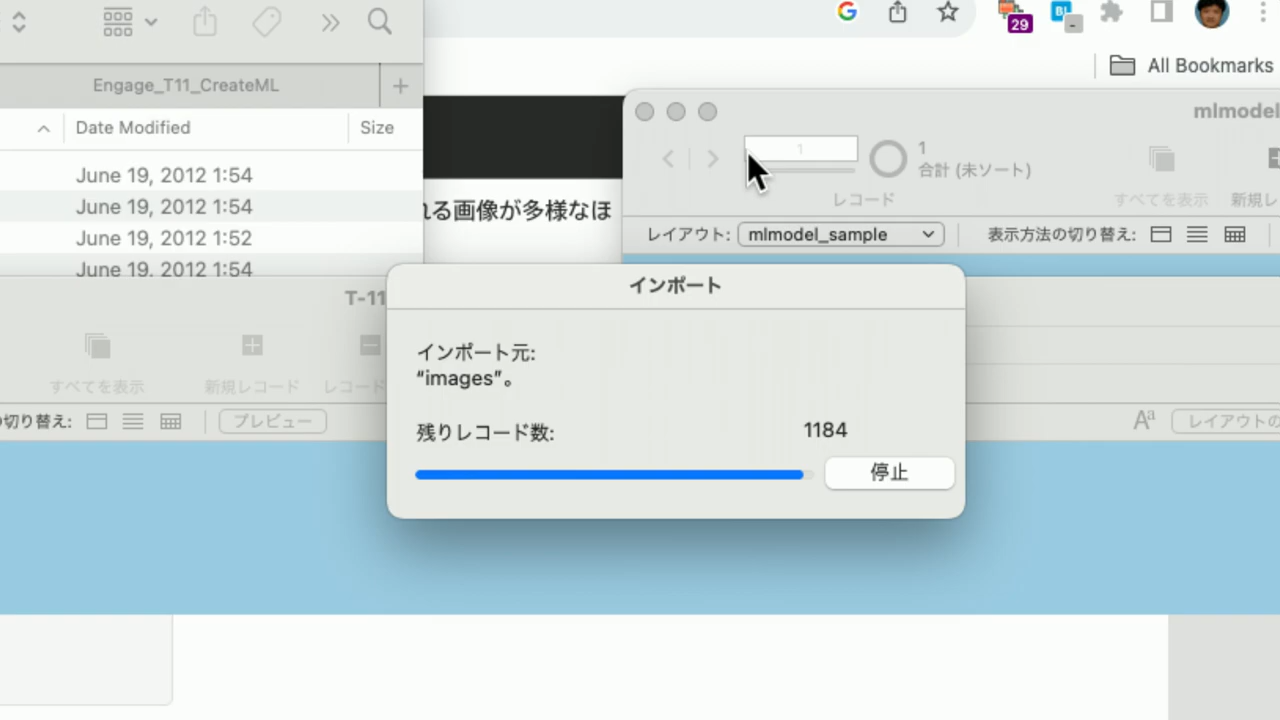 Engage_T11_CreateML
Date Modified
Size
June 19, 2012 1:54
June 19, 2012 1:54
June 19, 2012 1:52
June 19, 2012 1:54
29
BI
All Bookmarks
れる画像が多様なほ
mlmodel
1
1
合計 (未ソート)
レコード
すべてを表示
新規レ
レイアウト:
mlmodel_sample
表示方法の切り替え:
T-11
すべてを表示
新規レコード
レコード
の切り替え:
プレビュー
Aa
レイアウトの
インポート
インポート元:
“images”。
残りレコード数:
1184
停止